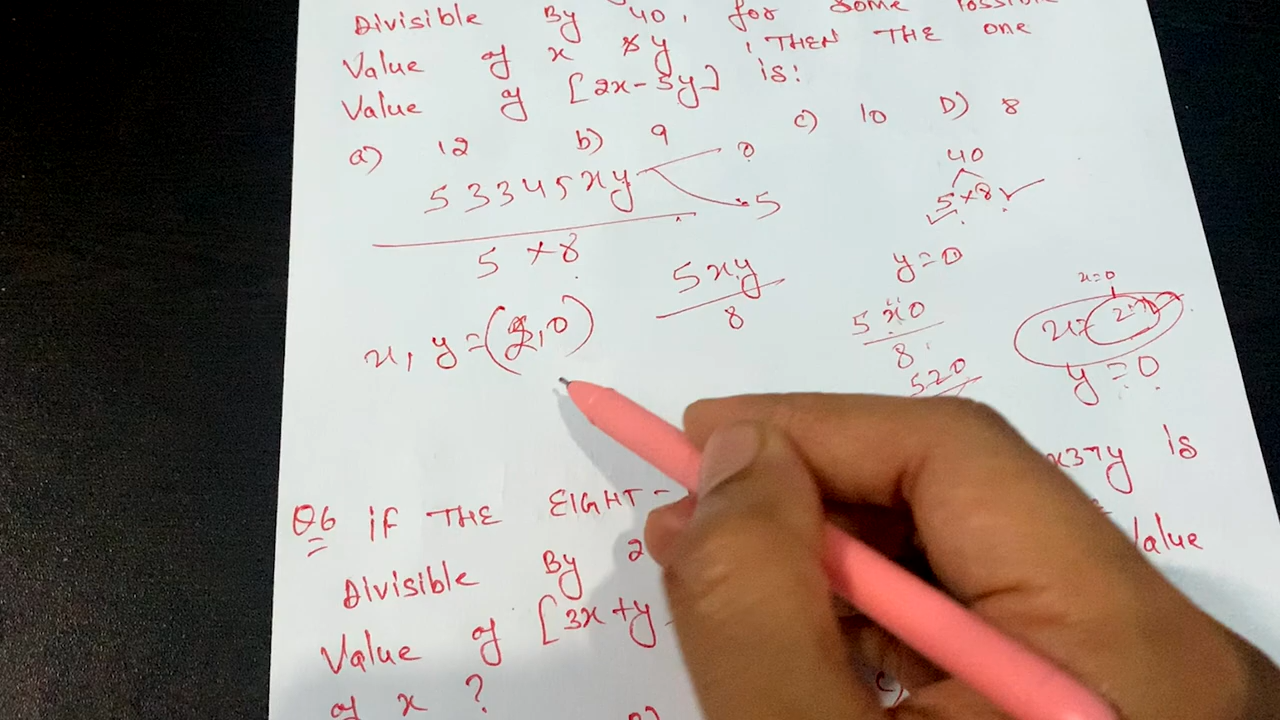 Divisible By 40, for some Possible
Value of x & y , THEN THE one
Value of [2x-5y] is:
a) 12 b) 9 c) 10 D) 8
53345xy
0
5
5 × 8
40
5×8
5xy
8
y=0
5x0
8
520
x=0
y=0
x, y=( ,0)
Q6 iF THE EIGHT- x37y is
Divisible By 2 Value
Value of [3x+y
of x ?